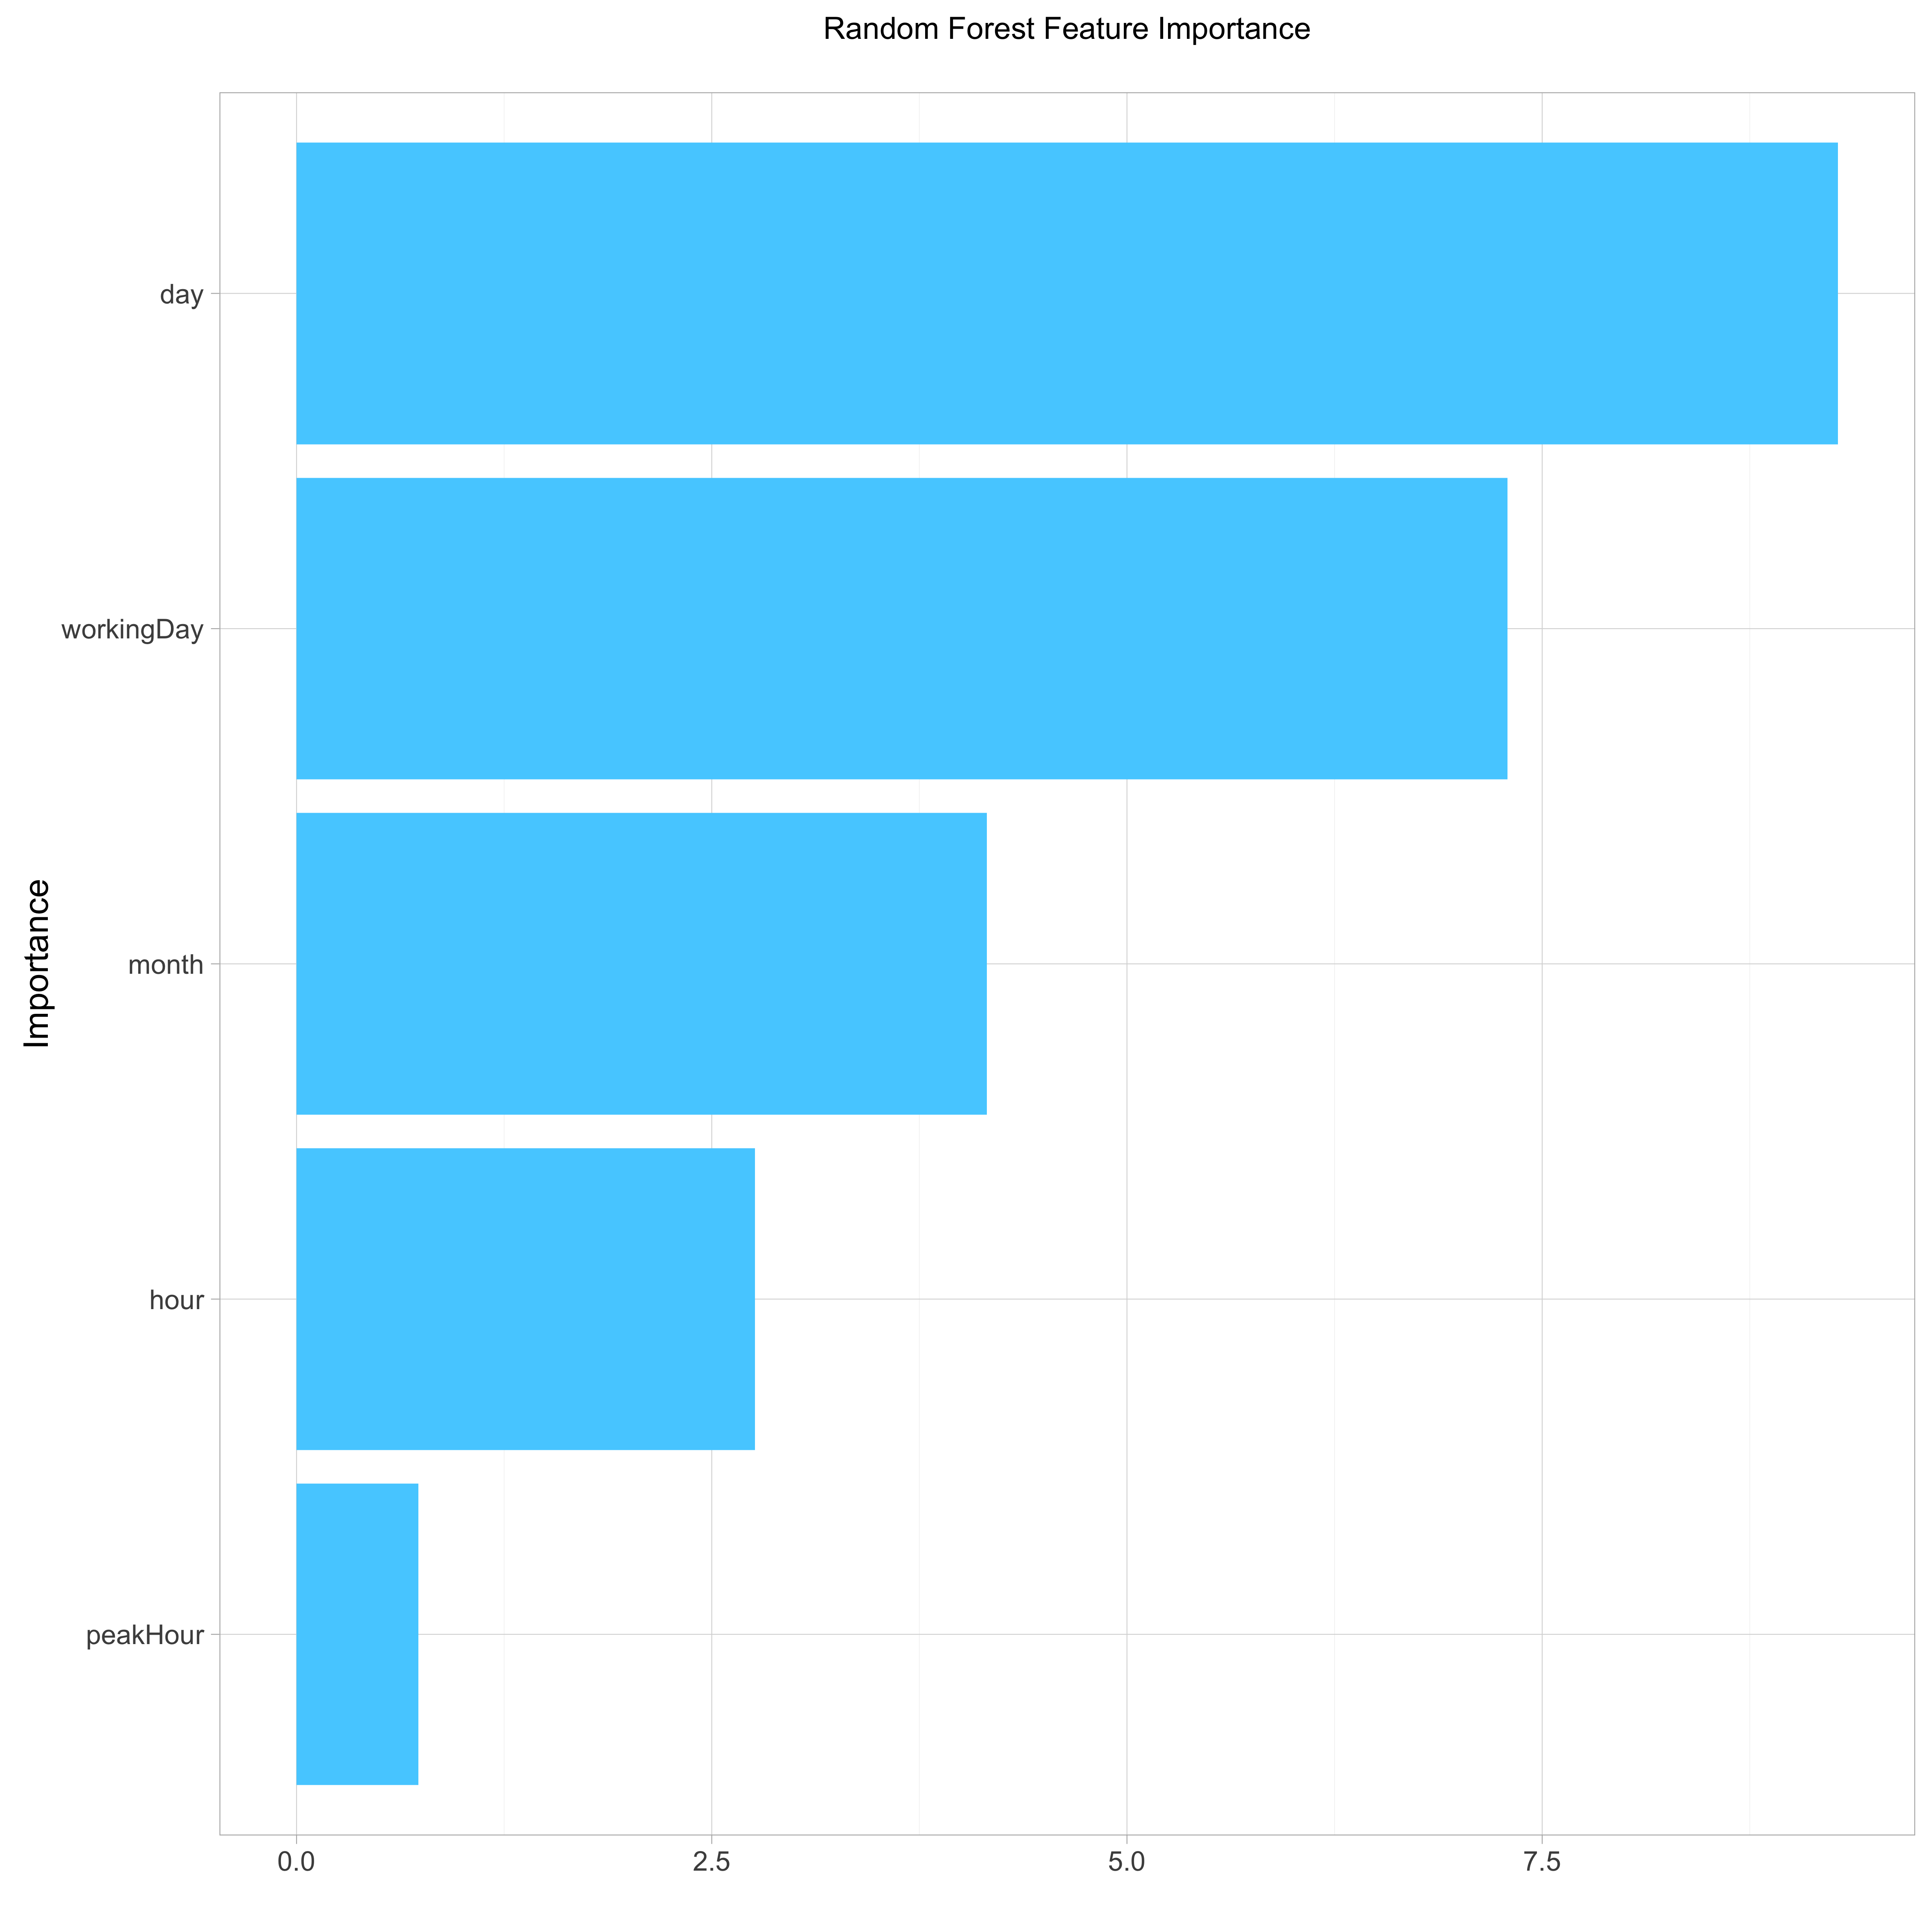 Random Forest Feature Importance
Importance
day
workingDay
month
hour
peakHour
0.0 2.5 5.0 7.5